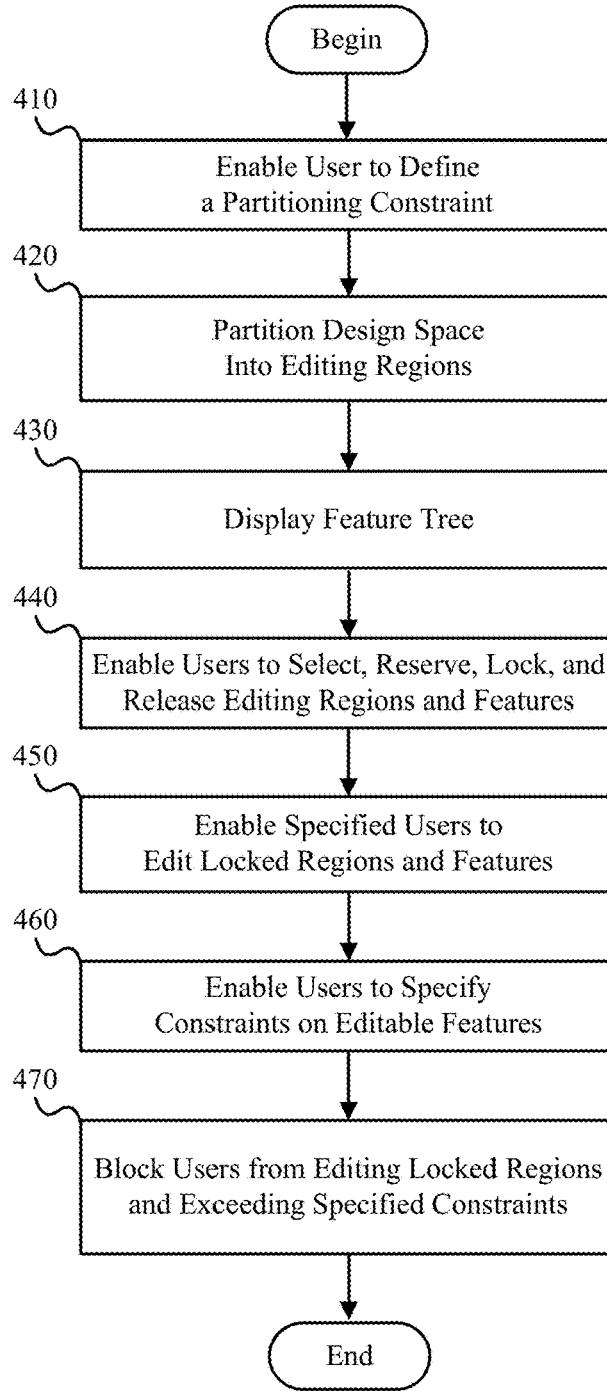 Begin
410
Enable User to Define
a Partitioning Constraint
420
Partition Design Space
Into Editing Regions
430
Display Feature Tree
440
Enable Users to Select, Reserve, Lock, and
Release Editing Regions and Features
450
Enable Specified Users to
Edit Locked Regions and Features
460
Enable Users to Specify
Constraints on Editable Features
470
Block Users from Editing Locked Regions
and Exceeding Specified Constraints
End